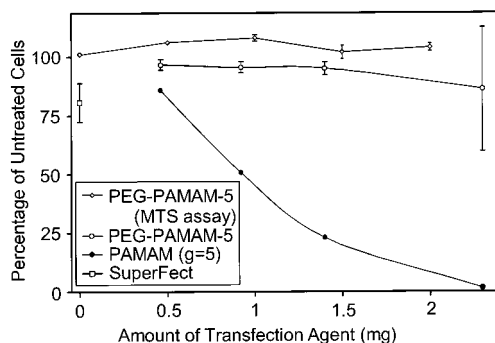 Percentage of Untreated Cells
100
75
50
25
0
PEG-PAMAM-5
(MTS assay)
PEG-PAMAM-5
PAMAM (g=5)
SuperFect
0
0.5
1
1.5
2
Amount of Transfection Agent (mg)